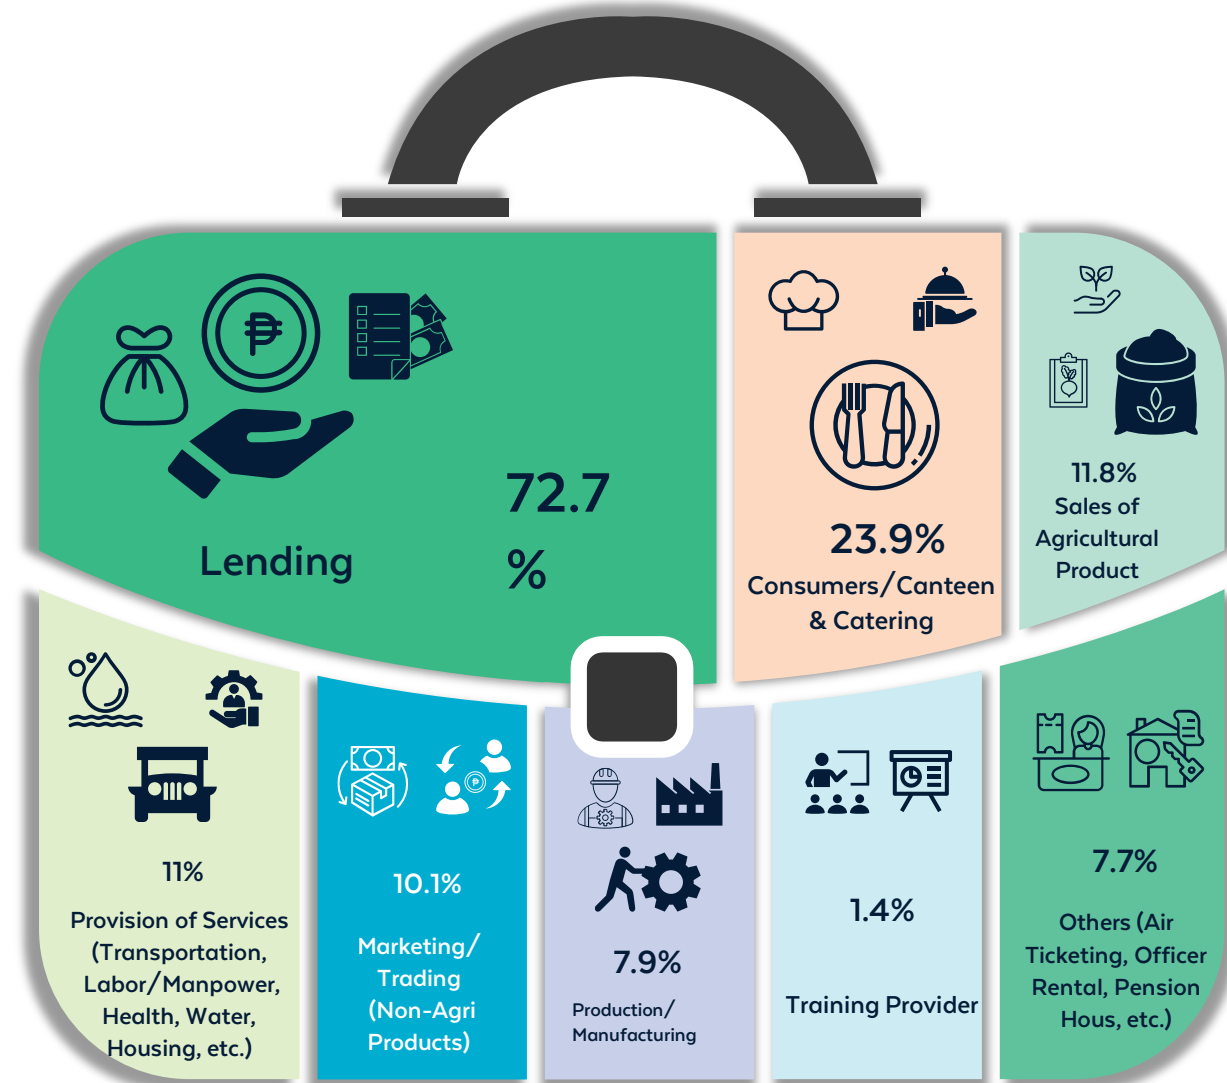 72.7
%
Lending
23.9%
Consumers/Canteen
& Catering
11.8%
Sales of
Agricultural
Product
11%
Provision of Services
(Transportation,
Labor/Manpower,
Health, Water,
Housing, etc.)
10.1%
Marketing/
Trading
(Non-Agri
Products)
7.9%
Production/
Manufacturing
1.4%
Training Provider
7.7%
Others (Air
Ticketing, Officer
Rental, Pension
Hous, etc.)